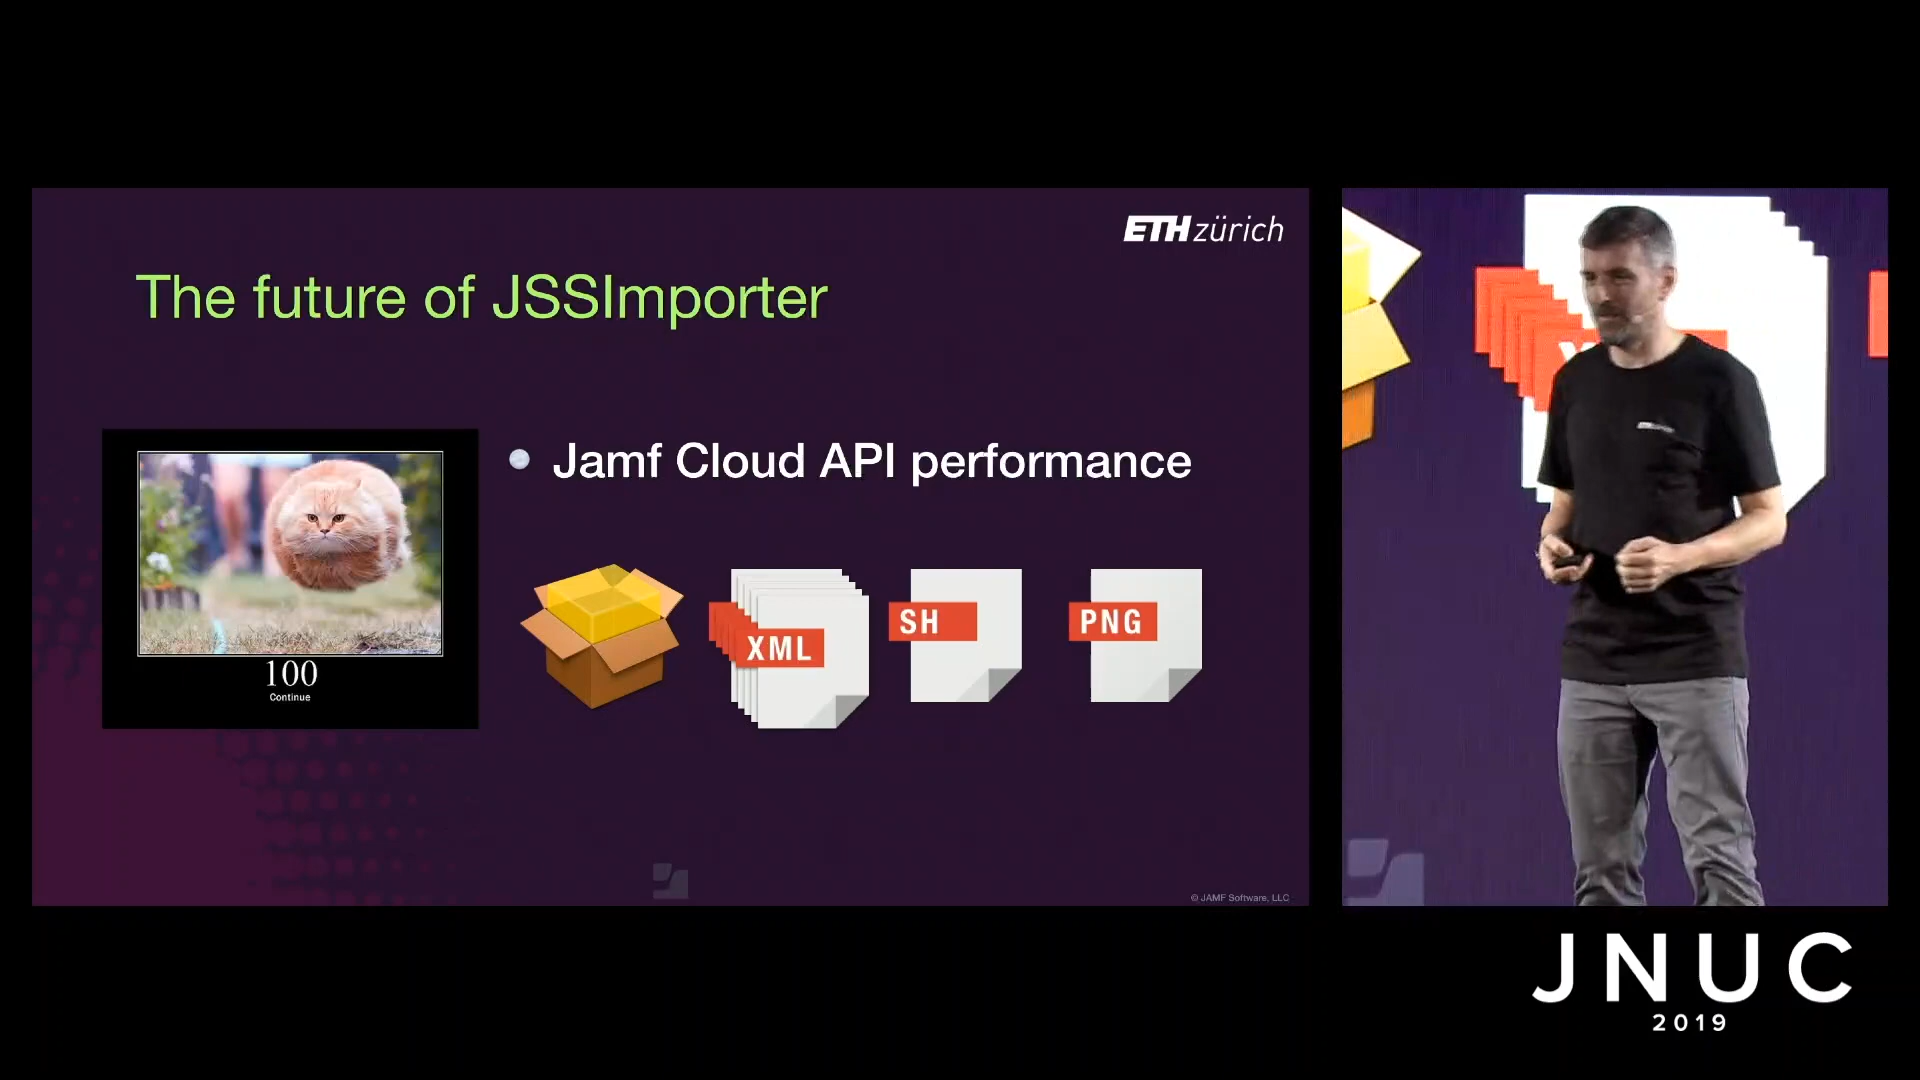 ETH zürich
The future of JSSImporter
Jamf Cloud API performance
100
Continue
XML
SH
PNG
© JAMF Software, LLC
JNUC
2019